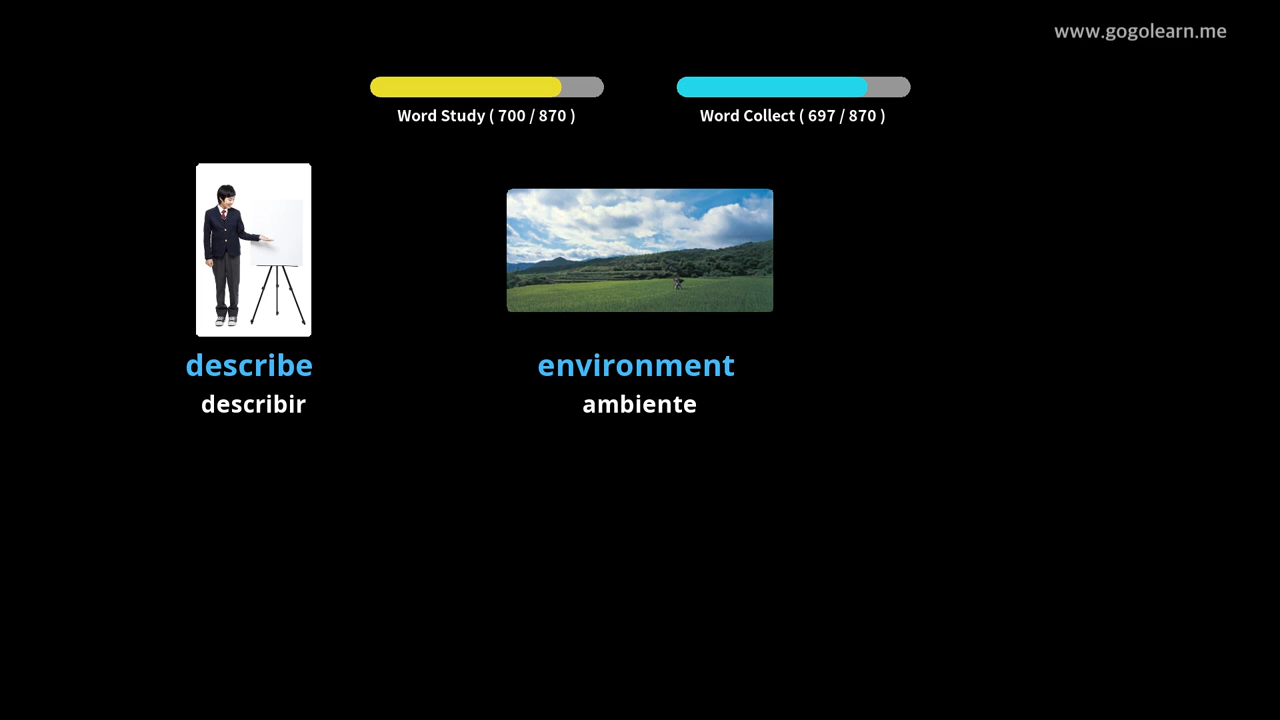 www.gogolearn.me
Word Study ( 700 / 870 )
Word Collect ( 697 / 870 )
describe
describir
environment
ambiente